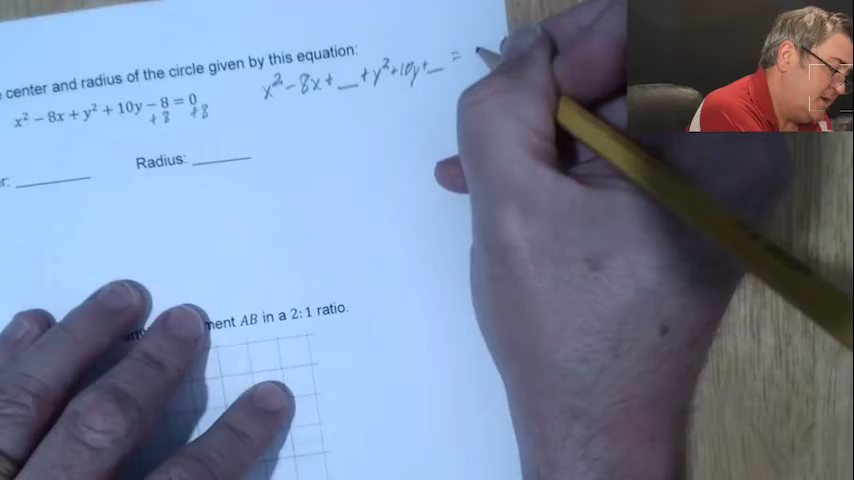 center and radius of the circle given by this equation:
x² − 8x + y² + 10y − 8 = 0
+8 +8
x² − 8x + __ + y² + 10y + __ =
r: ________ Radius: ________
ment AB in a 2: 1 ratio.